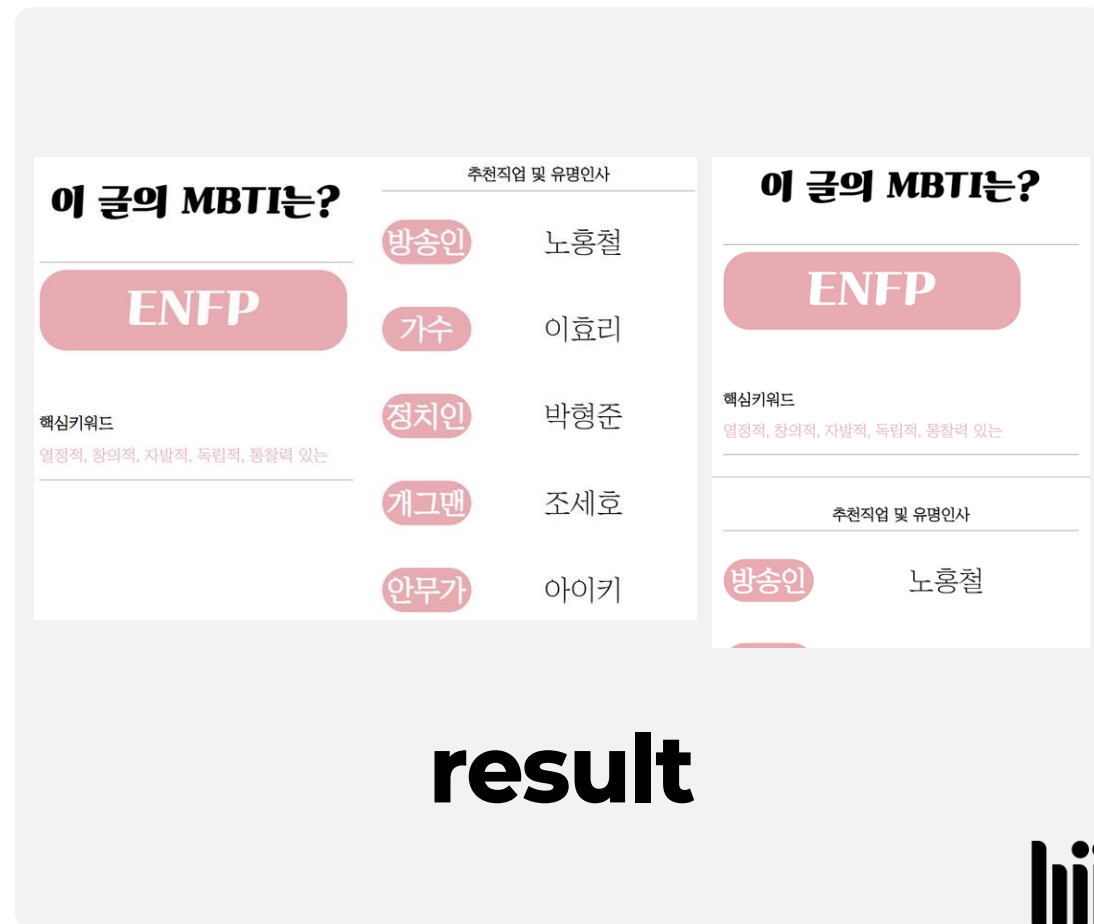 이 글의 MBTI는?
ENFP
핵심키워드
열정적, 창의적, 자발적, 독립적, 통찰력 있는
추천직업 및 유명인사
방송인 노홍철
가수 이효리
정치인 박형준
개그맨 조세호
안무가 아이키
이 글의 MBTI는?
ENFP
핵심키워드
열정적, 창의적, 자발적, 독립적, 통찰력 있는
추천직업 및 유명인사
방송인 노홍철
result